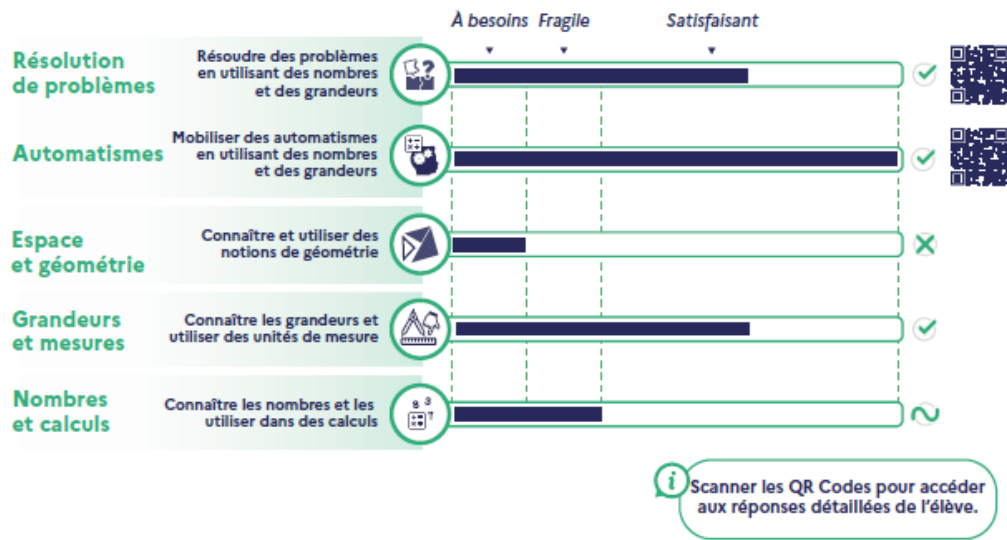 À besoins Fragile Satisfaisant
Résolution
de problèmes
Résoudre des problèmes
en utilisant des nombres
et des grandeurs
Automatismes
Mobiliser des automatismes
en utilisant des nombres
et des grandeurs
Espace
et géométrie
Connaître et utiliser des
notions de géométrie
Grandeurs
et mesures
Connaître les grandeurs et
utiliser des unités de mesure
Nombres
et calculs
Connaître les nombres et les
utiliser dans des calculs
i
Scanner les QR Codes pour accéder
aux réponses détaillées de l'élève.